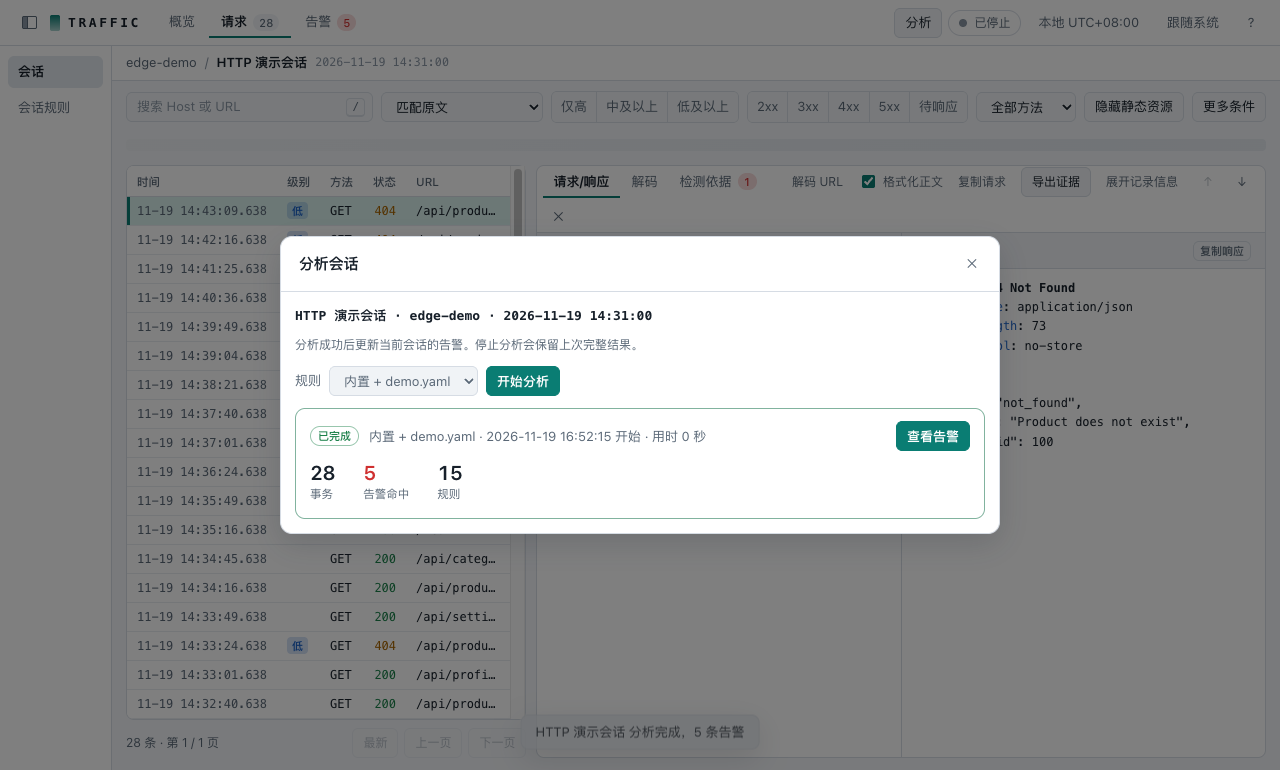 TRAFFIC 概览 请求 28 告警 5 分析 已停止 本地 UTC+08:00 跟随系统 ?
会话
会话规则
edge-demo / HTTP 演示会话 2026-11-19 14:31:00
搜索 Host 或 URL / 匹配原文 仅高 中及以上 低及以上 2xx 3xx 4xx 5xx 待响应 全部方法 隐藏静态资源 更多条件
时间 级别 方法 状态 URL
11-19 14:43:09.638 低 GET 404 /api/produ…
11-19 14:42:16.638
11-19 14:41:25.638
11-19 14:40:36.638
11-19 14:39:49.638
11-19 14:39:04.638
11-19 14:38:21.638
11-19 14:37:40.638
11-19 14:37:01.638
11-19 14:36:24.638
11-19 14:35:49.638
11-19 14:35:16.638
11-19 14:34:45.638 GET 200 /api/categ…
11-19 14:34:16.638 GET 200 /api/produ…
11-19 14:33:49.638 GET 200 /api/setti…
11-19 14:33:24.638 低 GET 404 /api/produ…
11-19 14:33:01.638 GET 200 /api/profi…
11-19 14:32:40.638 GET 200 /api/produ…
28 条 · 第 1 / 1 页 最新 上一页 下一页
请求/响应 解码 检测依据 1 解码 URL 格式化正文 复制请求 导出证据 展开记录信息 ↑ ↓
×
复制响应
Not Found
: application/json
gth: 73
ol: no-store
not_found",
"Product does not exist",
id": 100
分析会话 ×
HTTP 演示会话 · edge-demo · 2026-11-19 14:31:00
分析成功后更新当前会话的告警。停止分析会保留上次完整结果。
规则 内置 + demo.yaml 开始分析
已完成 内置 + demo.yaml · 2026-11-19 16:52:15 开始 · 用时 0 秒 查看告警
28 5 15
事务 告警命中 规则
HTTP 演示会话 分析完成，5 条告警